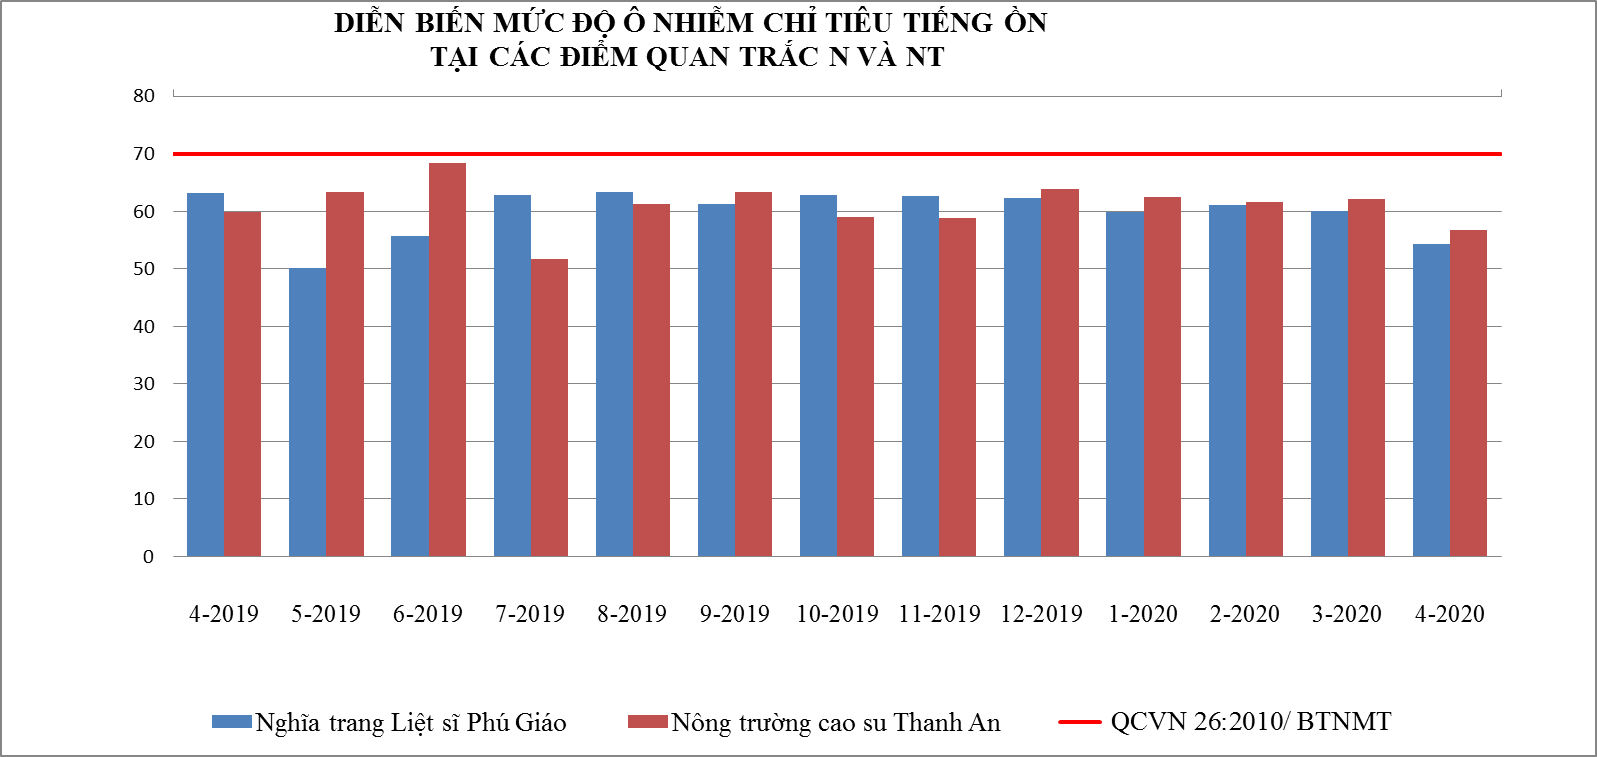 DIỄN BIẾN MỨC ĐỘ Ô NHIỄM CHỈ TIÊU TIẾNG ỒN
TẠI CÁC ĐIỂM QUAN TRẮC N VÀ NT
80
70
60
50
40
30
20
10
0
4-2019 5-2019 6-2019 7-2019 8-2019 9-2019 10-2019 11-2019 12-2019 1-2020 2-2020 3-2020 4-2020
Nghĩa trang Liệt sĩ Phú Giáo Nông trường cao su Thanh An QCVN 26:2010/ BTNMT